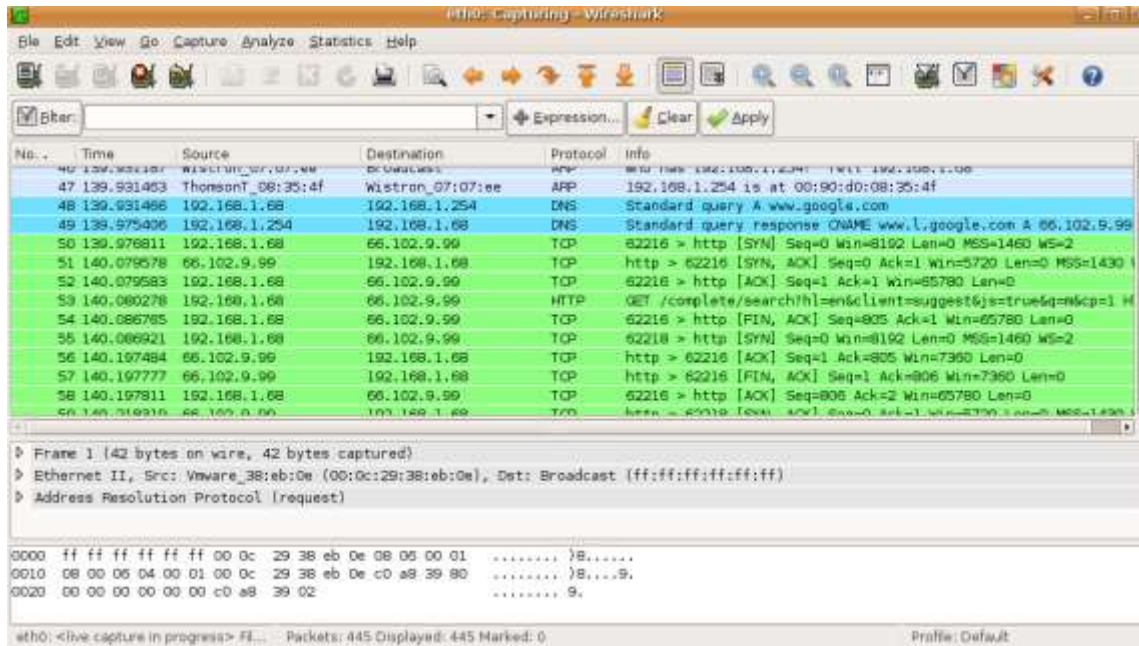 eth0: Capturing - Wireshark
File Edit View Go Capture Analyze Statistics Help
Filter: Expression... Clear Apply
No. . Time Source Destination Protocol Info
47 139.931463 ThomsonT_08:35:4f Wistron_07:07:ee ARP 192.168.1.254 is at 00:90:d0:08:35:4f
48 139.931466 192.168.1.68 192.168.1.254 DNS Standard query A www.google.com
49 139.975406 192.168.1.254 192.168.1.68 DNS Standard query response CNAME www.l.google.com A 66.102.9.99
50 139.976811 192.168.1.68 66.102.9.99 TCP 62216 > http [SYN] Seq=0 Win=8192 Len=0 MSS=1460 WS=2
51 140.079578 66.102.9.99 192.168.1.68 TCP http > 62216 [SYN, ACK] Seq=0 Ack=1 Win=5720 Len=0 MSS=1430
52 140.079583 192.168.1.68 66.102.9.99 TCP 62216 > http [ACK] Seq=1 Ack=1 Win=65780 Len=0
53 140.080278 192.168.1.68 66.102.9.99 HTTP GET /complete/search?hl=en&client=suggest&js=true&q=m&cp=1 H
54 140.086765 192.168.1.68 66.102.9.99 TCP 62216 > http [FIN, ACK] Seq=805 Ack=1 Win=65780 Len=0
55 140.086921 192.168.1.68 66.102.9.99 TCP 62218 > http [SYN] Seq=0 Win=8192 Len=0 MSS=1460 WS=2
56 140.197484 66.102.9.99 192.168.1.68 TCP http > 62216 [ACK] Seq=1 Ack=805 Win=7360 Len=0
57 140.197777 66.102.9.99 192.168.1.68 TCP http > 62216 [FIN, ACK] Seq=1 Ack=806 Win=7360 Len=0
58 140.197811 192.168.1.68 66.102.9.99 TCP 62216 > http [ACK] Seq=806 Ack=2 Win=65780 Len=0
Frame 1 (42 bytes on wire, 42 bytes captured)
Ethernet II, Src: Vmware_38:eb:0e (00:0c:29:38:eb:0e), Dst: Broadcast (ff:ff:ff:ff:ff:ff)
Address Resolution Protocol (request)
0000 ff ff ff ff ff ff 00 0c 29 38 eb 0e 08 06 00 01 ........ )8......
0010 08 00 06 04 00 01 00 0c 29 38 eb 0e c0 a8 39 80 ........ )8....9.
0020 00 00 00 00 00 00 c0 a8 39 02 ........ 9.
eth0: <live capture in progress> Fil... Packets: 445 Displayed: 445 Marked: 0 Profile: Default